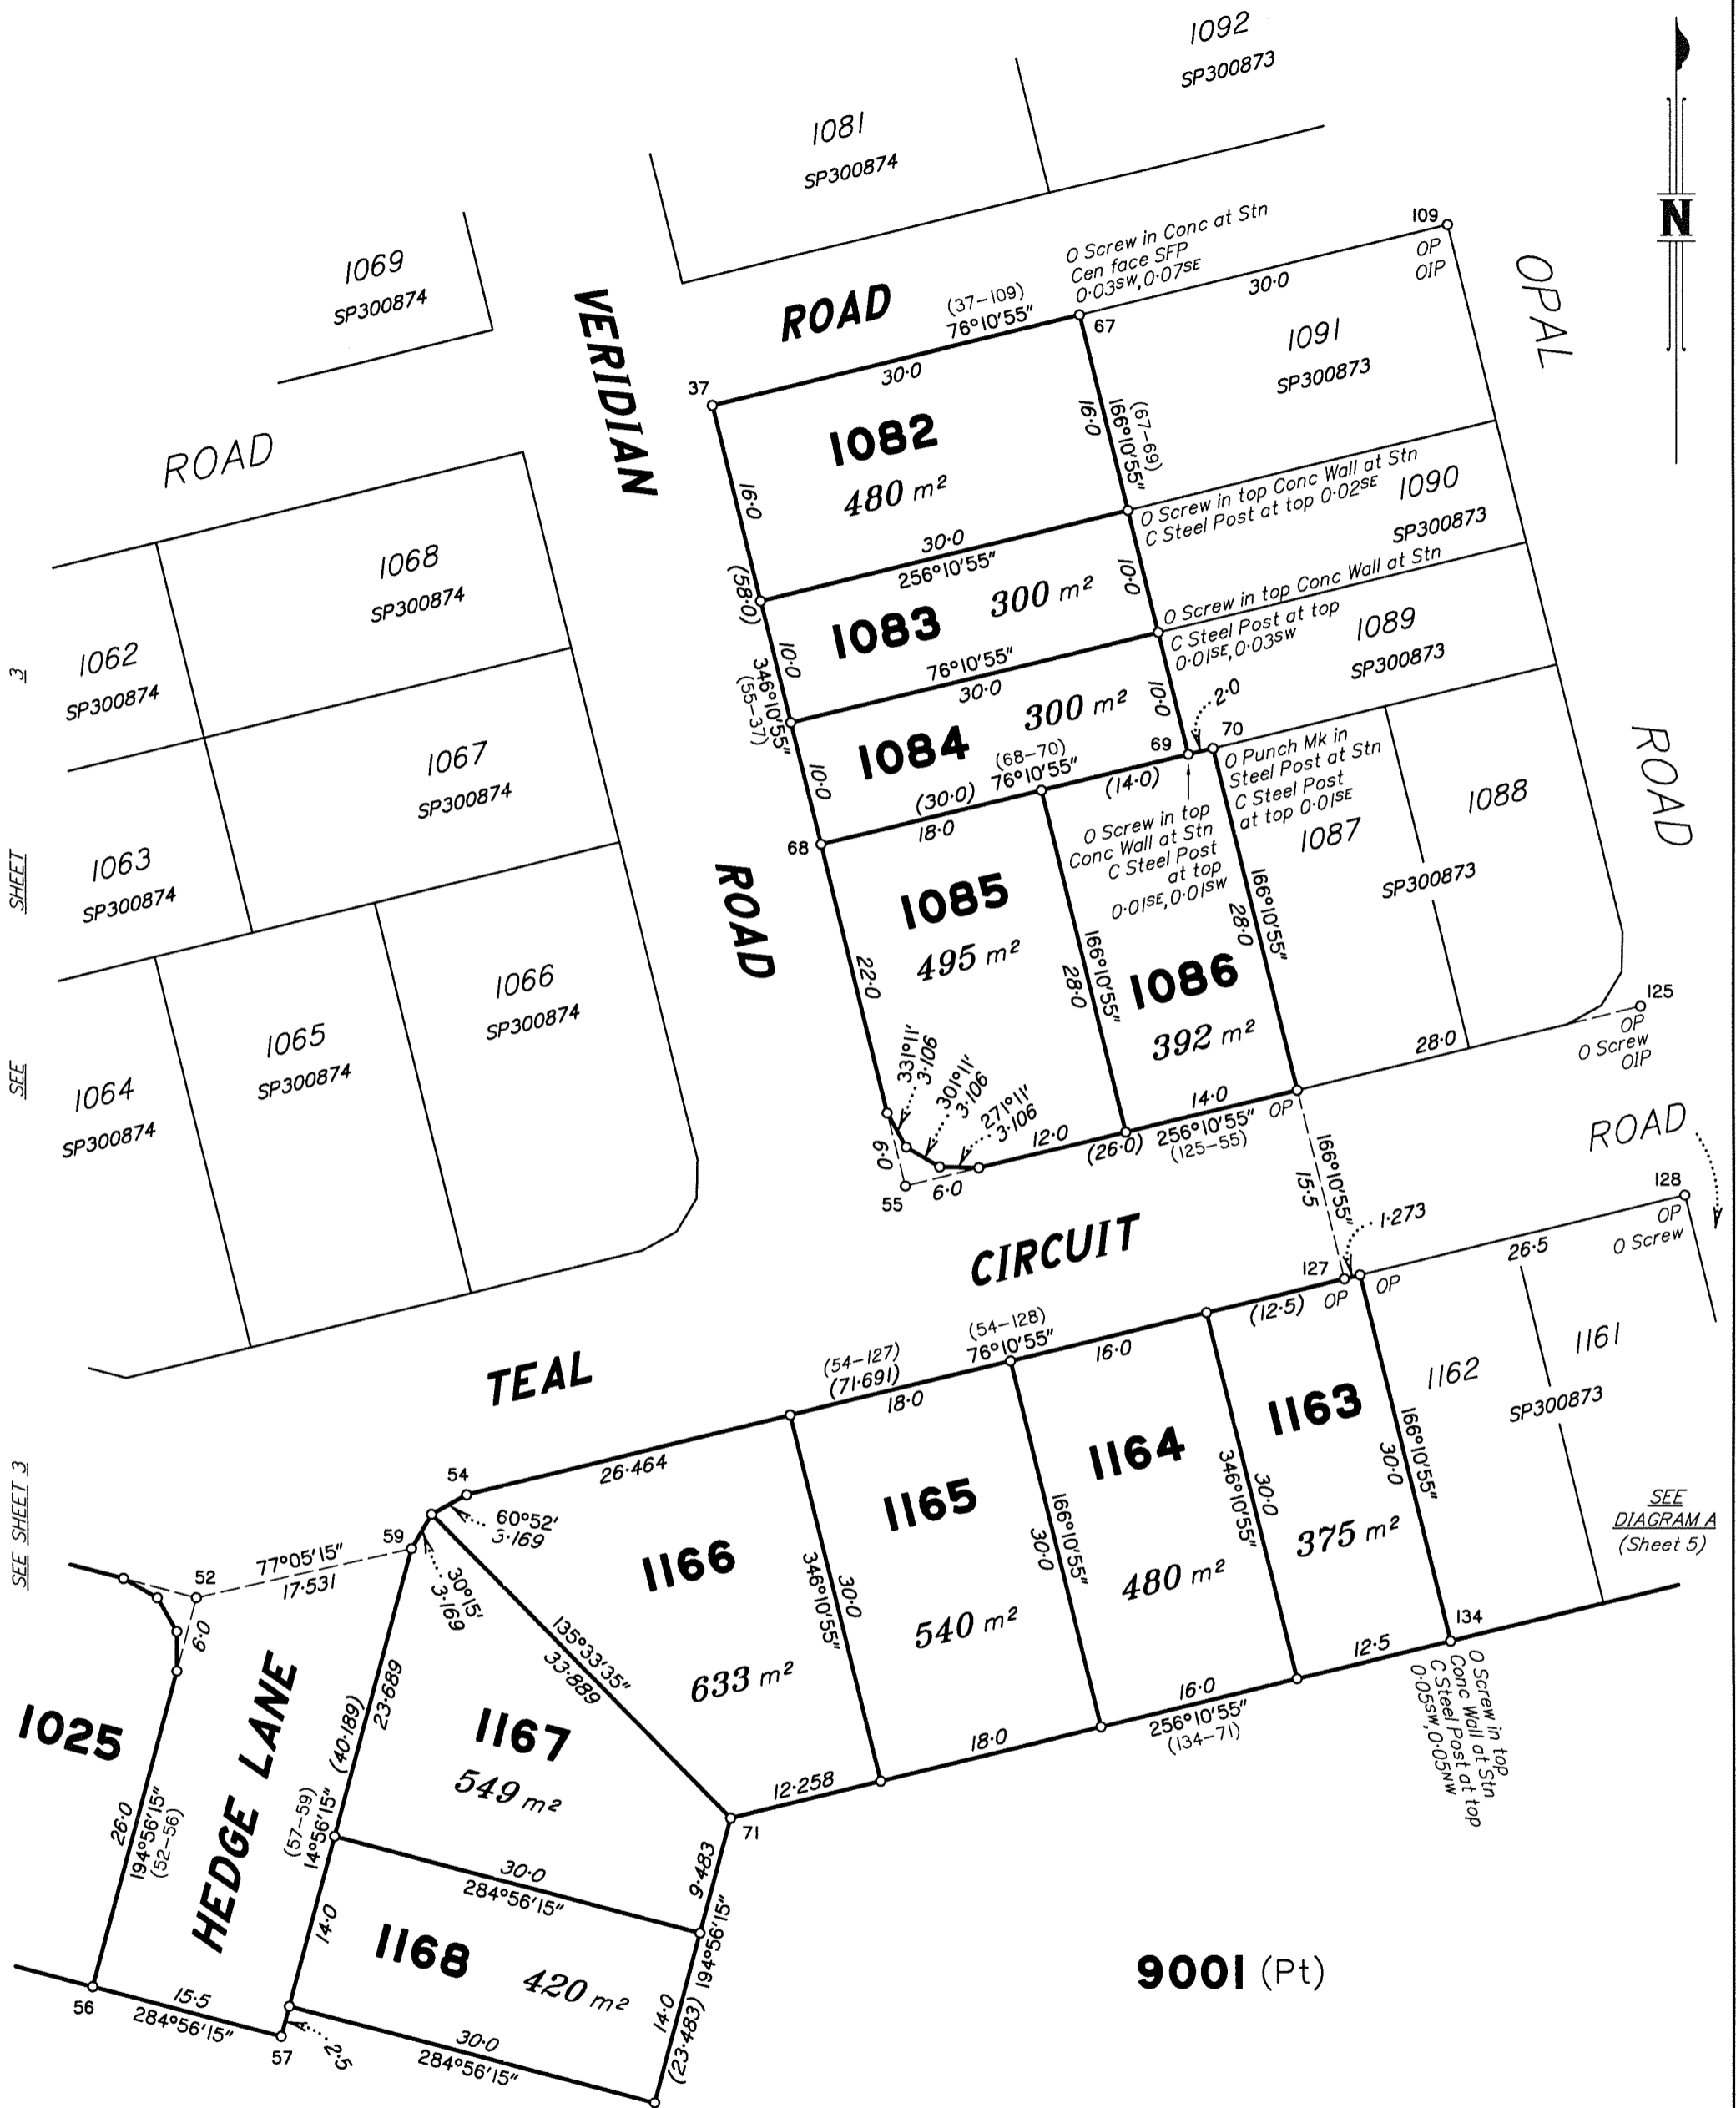 1092
SP300873
1081
SP300874
1069
SP300874
N
VERIDIAN
ROAD
(37-109)
76°10'55"
O Screw in Conc at Stn
Cen face SFP
0·03SW,0·07SE
67
109
OP
OIP
30·0
OPAL
ROAD
1091
SP300873
37
30·0
1082
480 m²
16·0
16·0
166°10'55"
(67-69)
30·0
256°10'55"
O Screw in top Conc Wall at Stn
C Steel Post at top 0·02SE
1090
SP300873
ROAD
1068
SP300874
1062
SP300874
3
(58·0)
1083
300 m²
10·0
10·0
O Screw in top Conc Wall at Stn
C Steel Post at top
0·01SE,0·03SW
1089
SP300873
346°10'55"
(55-37)
76°10'55"
30·0
1084
300 m²
10·0
10·0
2·0
69
70
(68-70)
76°10'55"
(30·0)
(14·0)
18·0
68
O Punch Mk in
Steel Post at Stn
C Steel Post
at top 0·01SE
O Screw in top
Conc Wall at Stn
C Steel Post
at top
0·01SE,0·01SW
1067
SP300874
1063
SP300874
SHEET
SEE
1066
SP300874
1065
SP300874
1064
SP300874
ROAD
1085
495 m²
22·0
166°10'55"
28·0
1086
392 m²
166°10'55"
28·0
1087
1088
SP300873
331°11'
3·106
301°11'
3·106
271°11'
3·106
6·0
55
6·0
12·0
(26·0)
256°10'55"
(125-55)
14·0
OP
28·0
125
OP
O Screw
OIP
ROAD
166°10'55"
15·5
1·273
128
OP
O Screw
26·5
127
OP
OP
(12·5)
CIRCUIT
TEAL
(54-127)
(71·691)
18·0
(54-128)
76°10'55"
16·0
1163
375 m²
346°10'55"
30·0
166°10'55"
30·0
1162
1161
SP300873
SEE
DIAGRAM A
(Sheet 5)
1164
480 m²
166°10'55"
30·0
1165
540 m²
346°10'55"
30·0
1166
633 m²
26·464
54
60°52'
3·169
59
30°15'
3·169
SEE SHEET 3
77°05'15"
17·531
52
6·0
135°33'35"
33·889
134
12·5
O Screw in top
Conc Wall at Stn
C Steel Post at top
0·05SW,0·05NW
16·0
256°10'55"
(134-71)
18·0
12·258
71
1025
26·0
194°56'15"
(52-56)
HEDGE LANE
(57-59)
14°56'15"
(40·189)
23·689
1167
549 m²
30·0
284°56'15"
9·483
194°56'15"
(23·483)
14·0
14·0
1168
420 m²
30·0
284°56'15"
2·5
57
56
15·5
284°56'15"
9001 (Pt)